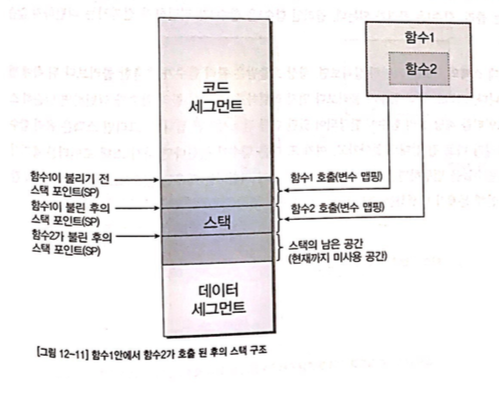 코드
세그먼트
함수1
함수2
함수1이 불리기 전
스택 포인트(SP)
함수1이 불린 후의
스택 포인트(SP)
함수2가 불린 후의
스택 포인트(SP)
스택
함수1 호출(변수 맵핑)
함수2 호출(변수 맵핑)
스택의 남은 공간
(현재까지 미사용 공간)
데이터
세그먼트
[그림 12-11] 함수1안에서 함수2가 호출 된 후의 스택 구조